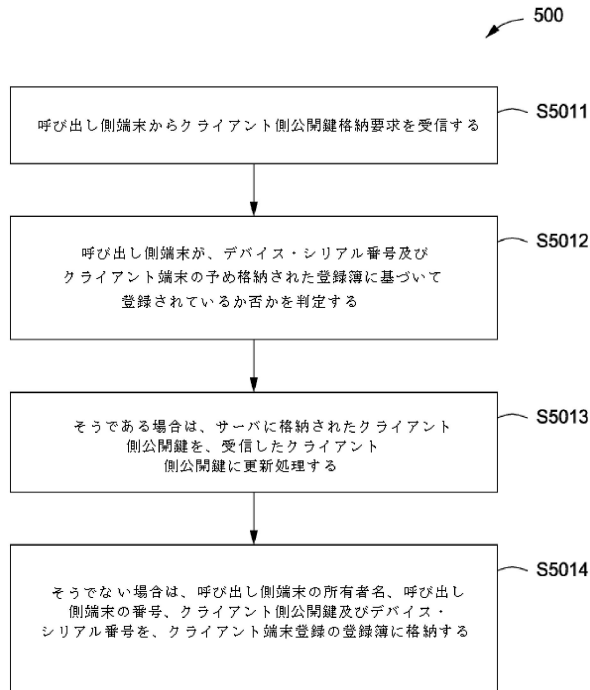 500
呼び出し側端末からクライアント側公開鍵格納要求を受信する
S5011
呼び出し側端末が、デバイス・シリアル番号及び
クライアント端末の予め格納された登録簿に基づいて
登録されているか否かを判定する
S5012
そうである場合は、サーバに格納されたクライアント
側公開鍵を、受信したクライアント
側公開鍵に更新処理する
S5013
そうでない場合は、呼び出し側端末の所有者名、呼び出し
側端末の番号、クライアント側公開鍵及びデバイス・
シリアル番号を、クライアント端末登録の登録簿に格納する
S5014